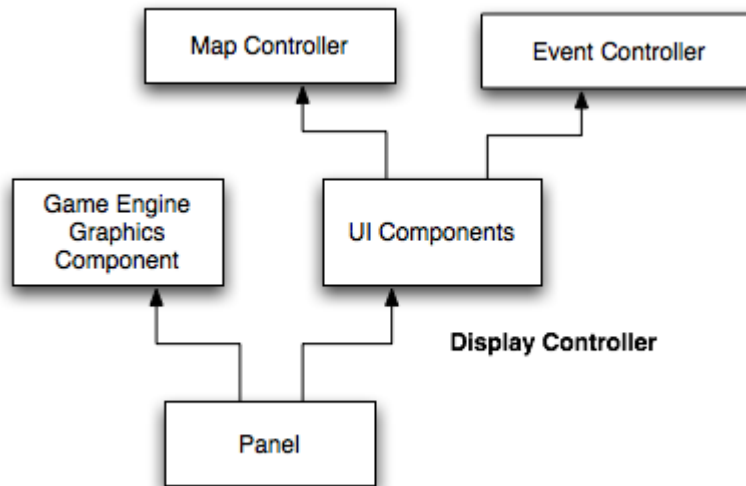 Map Controller
Event Controller
Game Engine
Graphics
Component
UI Components
Display Controller
Panel